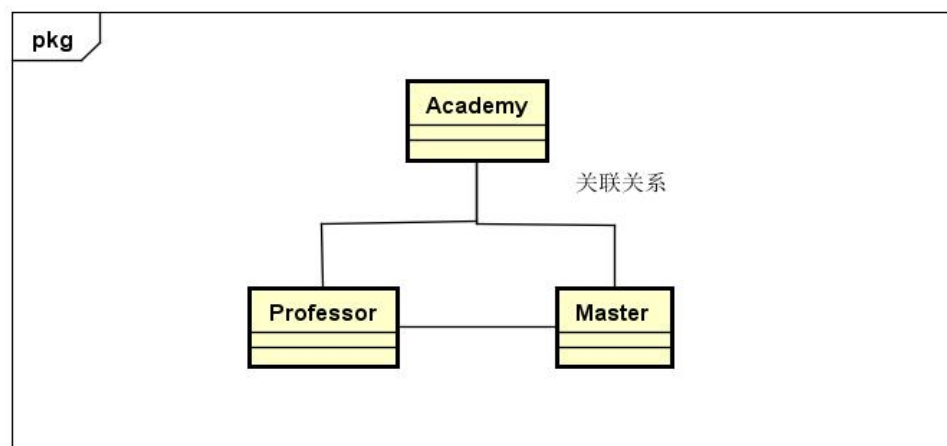 pkg
Academy
关联关系
Professor
Master